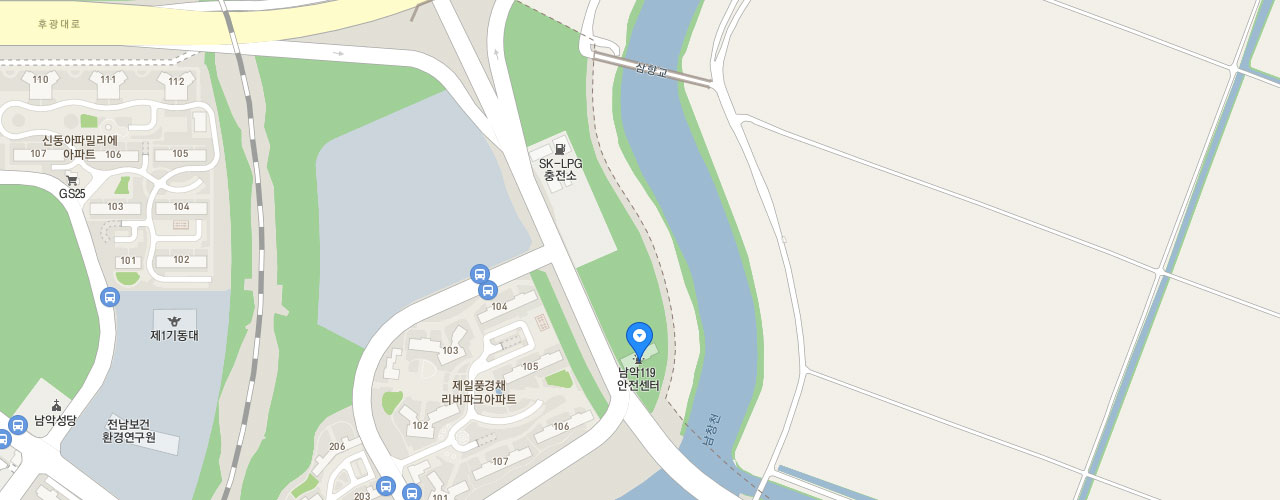 후광대로
삼항교
110
111
112
신동아파밀리에
아파트
107
106
105
SK-LPG
충전소
GS25
103
104
101
102
제1기동대
104
103
105
제일풍경채
리버파크아파트
남악119
안전센터
남악성당
전남보건
환경연구원
102
106
남창천
206
107
203
101